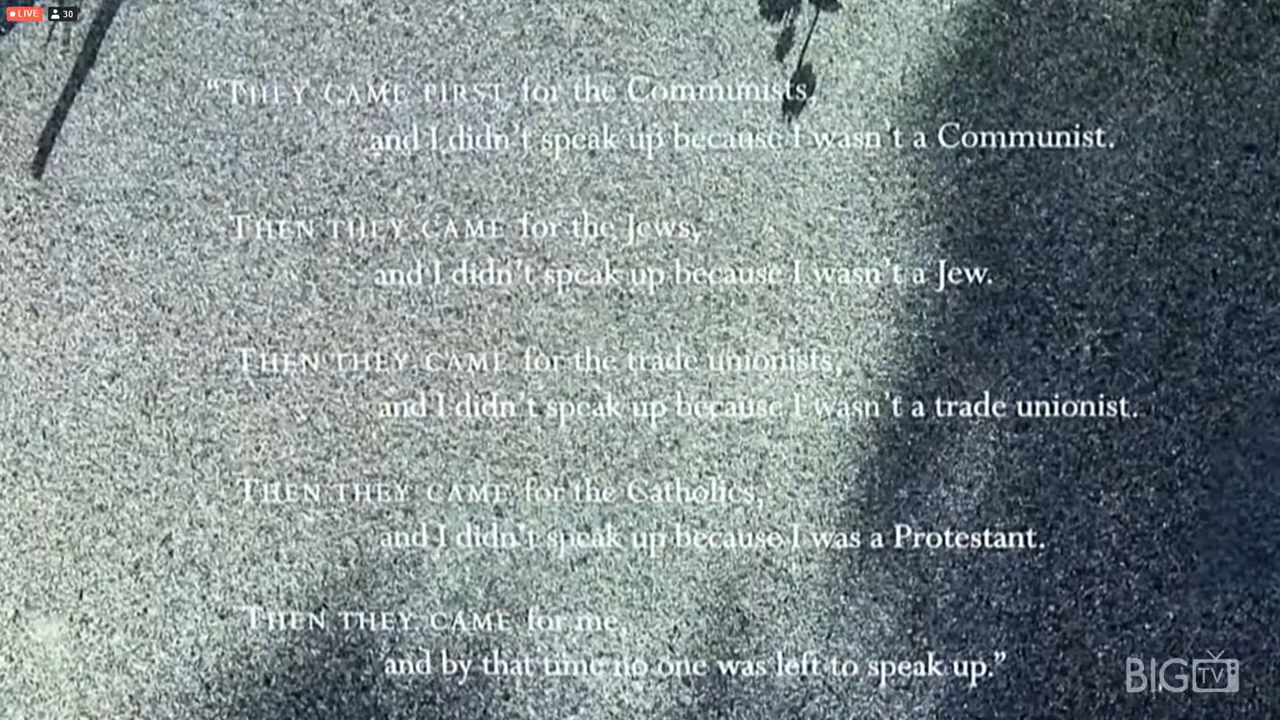 LIVE 30
“THEY CAME FIRST for the Communists,
and I didn’t speak up because I wasn’t a Communist.
THEN THEY CAME for the Jews,
and I didn’t speak up because I wasn’t a Jew.
THEN THEY CAME for the trade unionists,
and I didn’t speak up because I wasn’t a trade unionist.
THEN THEY CAME for the Catholics,
and I didn’t speak up because I was a Protestant.
THEN THEY CAME for me,
and by that time no one was left to speak up.”
BIG TV